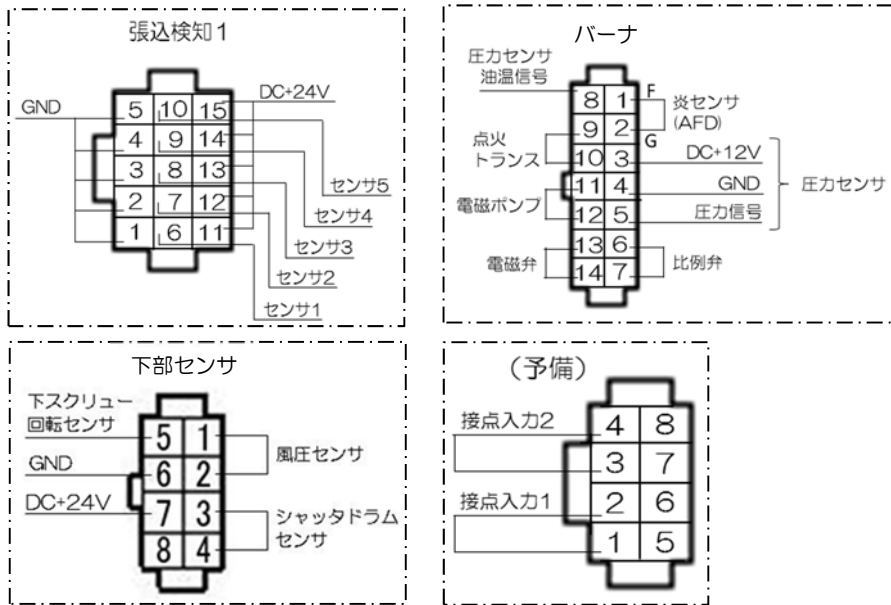 張込検知1
GND
DC+24V
5 10 15
4 9 14
3 8 13
2 7 12
1 6 11
センサ5
センサ4
センサ3
センサ2
センサ1
バーナ
圧力センサ
油温信号
点火
トランス
電磁ポンプ
電磁弁
8 1
9 2
10 3
11 4
12 5
13 6
14 7
F
G
炎センサ
(AFD)
DC+12V
GND
圧力信号
圧力センサ
比例弁
下部センサ
下スクリュー
回転センサ
GND
DC+24V
5 1
6 2
7 3
8 4
風圧センサ
シャッタドラム
センサ
(予備)
接点入力2
接点入力1
4 8
3 7
2 6
1 5